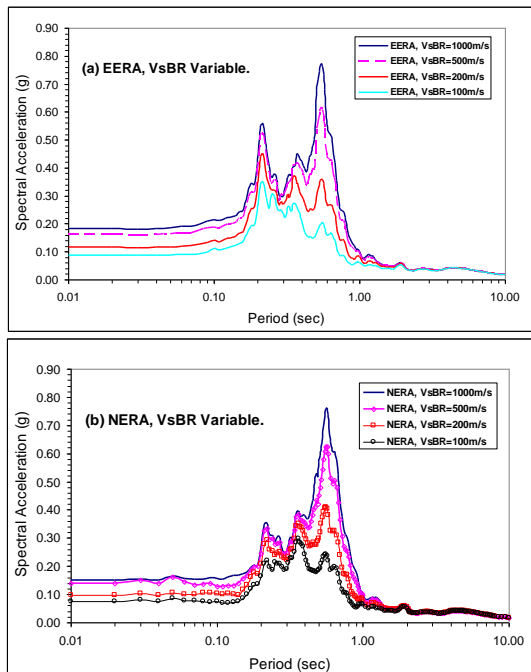 (a) EERA, VsBR Variable.
EERA, VsBR=1000m/s
EERA, VsBR=500m/s
EERA, VsBR=200m/s
EERA, VsBR=100m/s
Spectral Acceleration (g)
0.90
0.80
0.70
0.60
0.50
0.40
0.30
0.20
0.10
0.00
0.01 0.10 1.00 10.00
Period (sec)
(b) NERA, VsBR Variable.
NERA, VsBR=1000m/s
NERA, VsBR=500m/s
NERA, VsBR=200m/s
NERA, VsBR=100m/s
Spectral Acceleration (g)
0.90
0.80
0.70
0.60
0.50
0.40
0.30
0.20
0.10
0.00
0.01 0.10 1.00 10.00
Period (sec)